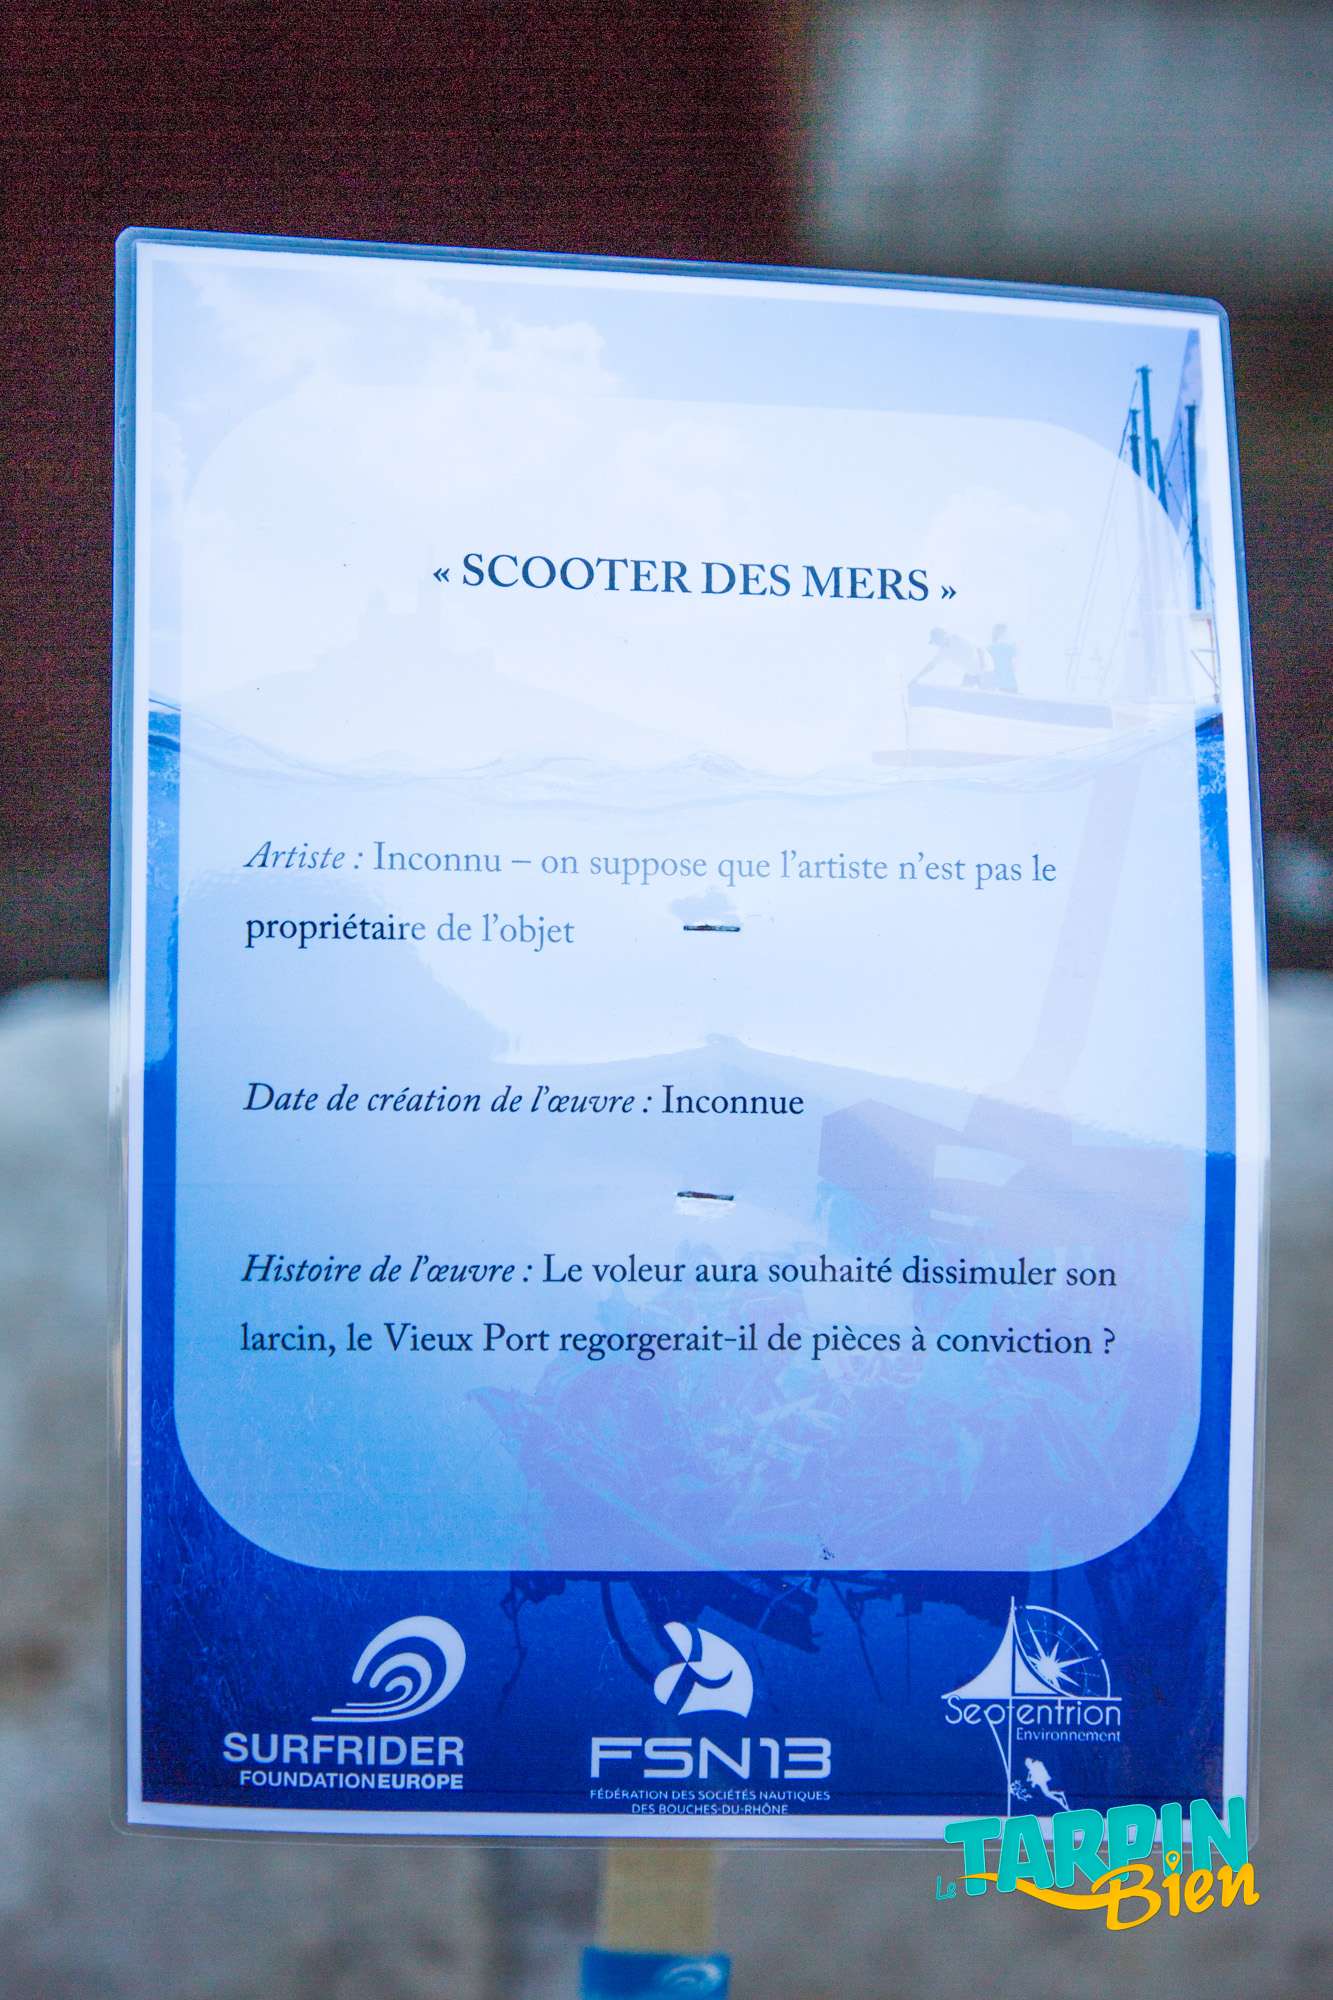 « SCOOTER DES MERS »
Artiste : Inconnu – on suppose que l'artiste n'est pas le
propriétaire de l'objet
Date de création de l'œuvre : Inconnue
Histoire de l'œuvre : Le voleur aura souhaité dissimuler son
larcin, le Vieux Port regorgerait-il de pièces à conviction ?
SURFRIDER
FOUNDATION EUROPE
FSN13
FÉDÉRATION DES SOCIÉTÉS NAUTIQUES
DES BOUCHES-DU-RHÔNE
Septentrion
Environnement
Le TARPIN
Bien